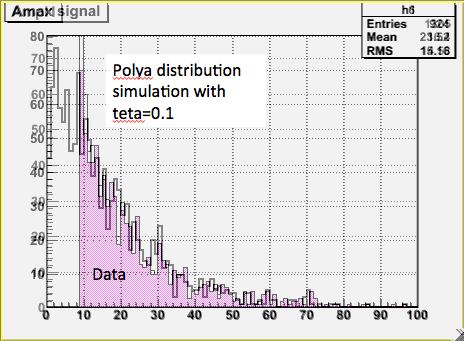 Amax signal
h1
Entries
Mean
RMS
Polya distribution
simulation with
teta=0.1
Data
80
70
60
50
40
30
20
10
0
0 10 20 30 40 50 60 70 80 90 100